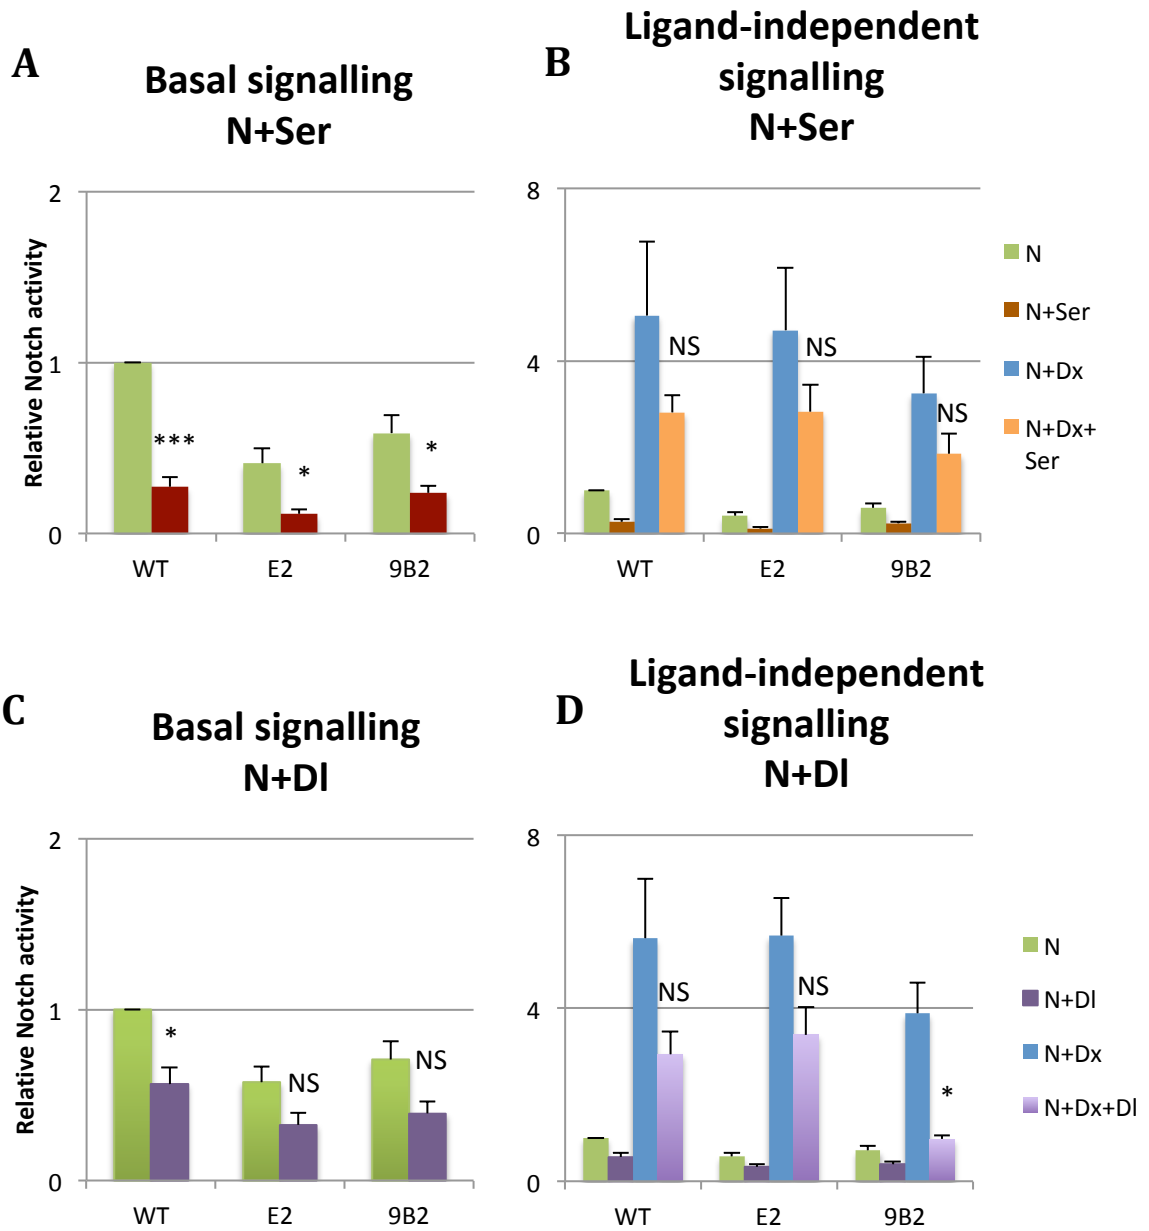 A
Basal signalling
N+Ser
Relative Notch activity
2
1
0
***
*
*
WT
E2
9B2
B
Ligand-independent
signalling
N+Ser
8
4
0
NS
NS
NS
WT
E2
9B2
N
N+Ser
N+Dx
N+Dx+
Ser
C
Basal signalling
N+Dl
Relative Notch activity
2
1
0
*
NS
NS
WT
E2
9B2
D
Ligand-independent
signalling
N+Dl
8
4
0
NS
NS
*
WT
E2
9B2
N
N+Dl
N+Dx
N+Dx+Dl